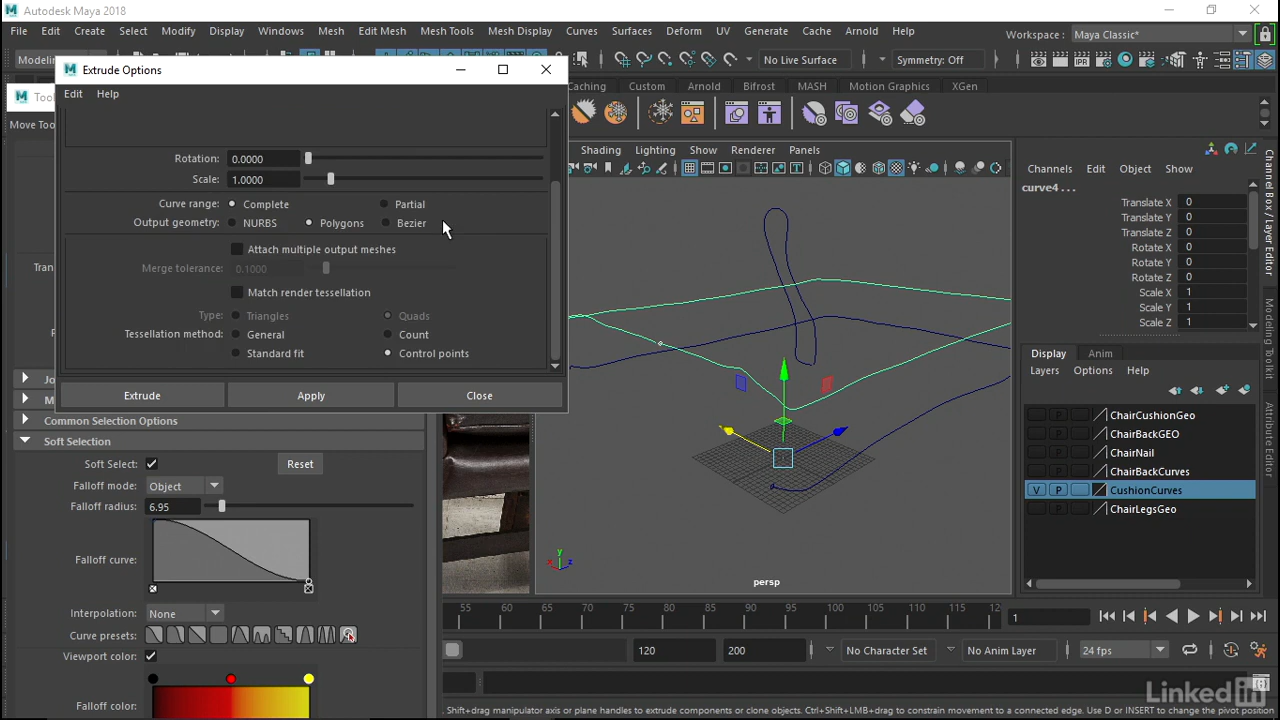 Autodesk Maya 2018
File Edit Create Select Modify Display Windows Mesh Edit Mesh Mesh Tools Mesh Display Curves Surfaces Deform UV Generate Cache Arnold Help
Workspace : Maya Classic*
No Live Surface
Symmetry: Off
Extrude Options
Edit Help
Custom Arnold Bifrost MASH Motion Graphics XGen
Shading Lighting Show Renderer Panels
Rotation: 0.0000
Scale: 1.0000
Curve range: Complete Partial
Output geometry: NURBS Polygons Bezier
Attach multiple output meshes
Merge tolerance: 0.1000
Match render tessellation
Type: Triangles Quads
Tessellation method: General Count
Standard fit Control points
Extrude Apply Close
Common Selection Options
Soft Selection
Soft Select: Reset
Falloff mode: Object
Falloff radius: 6.95
Falloff curve:
Interpolation: None
Curve presets:
Viewport color:
Falloff color:
y
x
z
persp
Channels Edit Object Show
curve4 ...
Translate X 0
Translate Y 0
Translate Z 0
Rotate X 0
Rotate Y 0
Rotate Z 0
Scale X 1
Scale Y 1
Scale Z 1
Display Anim
Layers Options Help
ChairCushionGeo
ChairBackGEO
ChairNail
ChairBackCurves
V P CushionCurves
ChairLegsGeo
Channel Box / Layer Editor
Modeling Toolkit
Attribute Editor
55 60 65 70 75 80 85 90 95 100 105 110 115 12
1
120 200 No Character Set No Anim Layer 24 fps
Shift+drag manipulator axis or plane handles to extrude components or clone objects. Ctrl+Shift+LMB+drag to constrain movement to a connected edge. Use D or INSERT to change the pivot position
Linked in